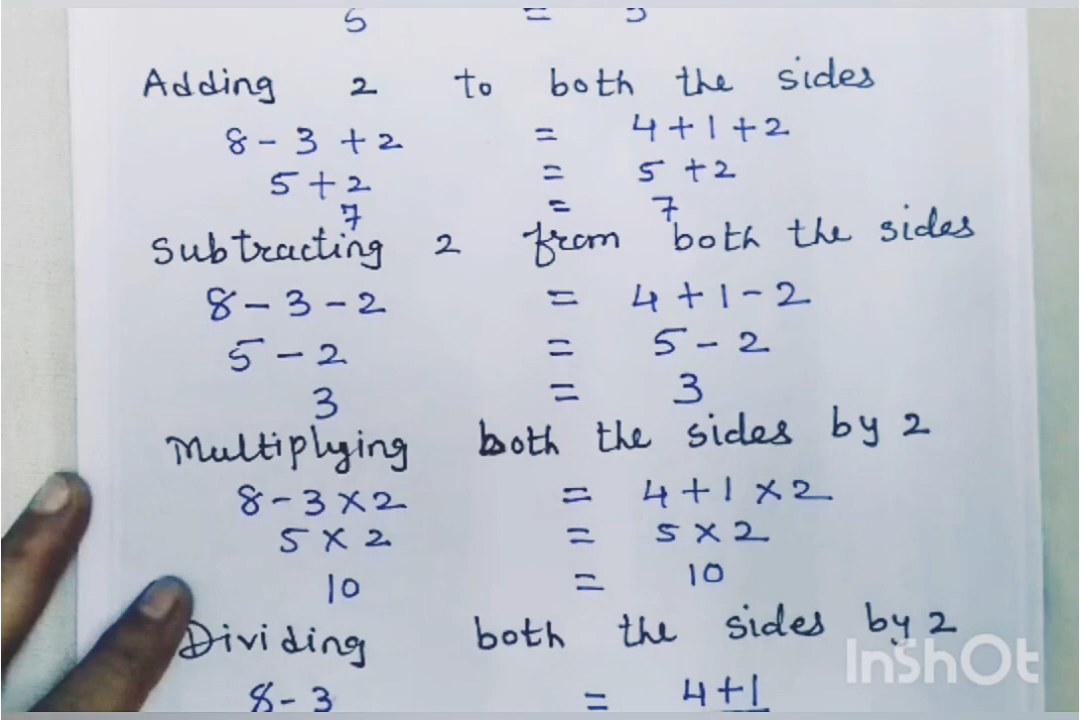 5 = 5
Adding 2 to both the sides
8 - 3 + 2 = 4 + 1 + 2
5 + 2 = 5 + 2
7 = 7
Subtracting 2 from both the sides
8 - 3 - 2 = 4 + 1 - 2
5 - 2 = 5 - 2
3 = 3
Multiplying both the sides by 2
8 - 3 × 2 = 4 + 1 × 2
5 × 2 = 5 × 2
10 = 10
Dividing both the sides by 2
8 - 3 = 4 + 1
InShOt